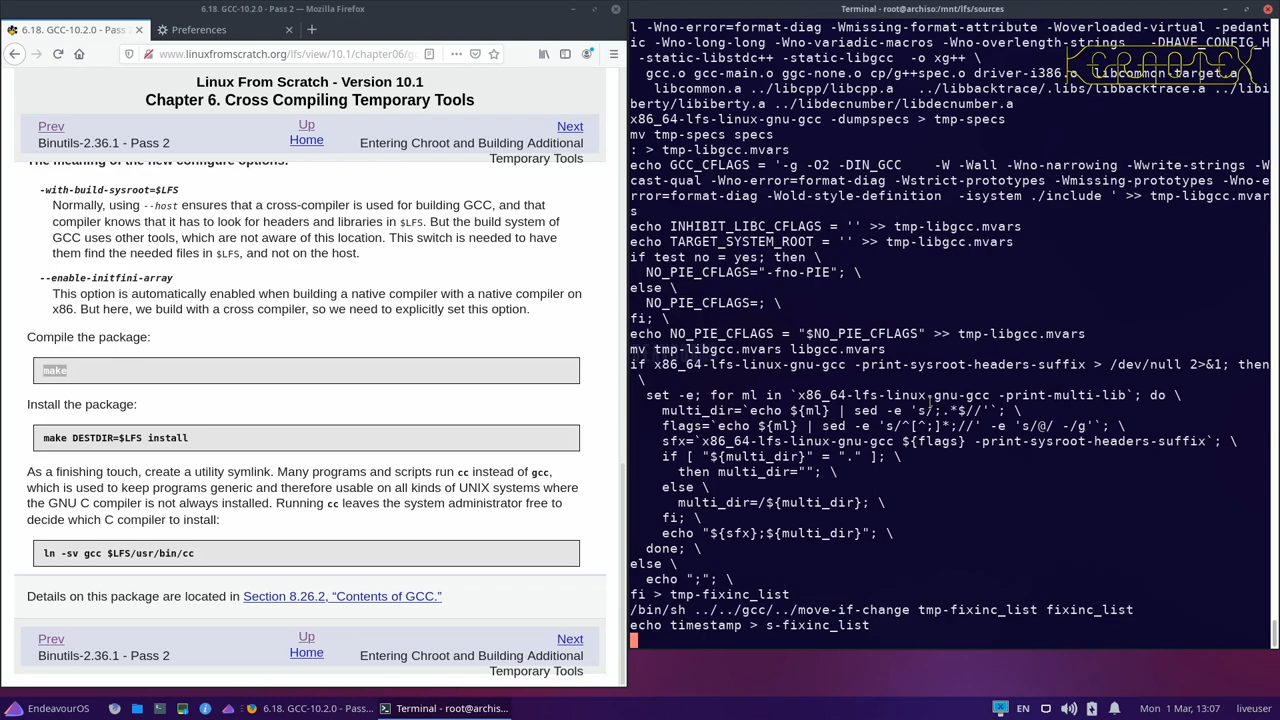 6.18. GCC-10.2.0 - Pass 2 — Mozilla Firefox
6.18. GCC-10.2.0 - Pass 2
Preferences
www.linuxfromscratch.org/lfs/view/10.1/chapter06/gc
Linux From Scratch - Version 10.1
Chapter 6. Cross Compiling Temporary Tools
Prev
Up
Next
Binutils-2.36.1 - Pass 2
Home
Entering Chroot and Building Additional
Temporary Tools
The meaning of the new configure options:
-with-build-sysroot=$LFS
Normally, using --host ensures that a cross-compiler is used for building GCC, and that
compiler knows that it has to look for headers and libraries in $LFS. But the build system of
GCC uses other tools, which are not aware of this location. This switch is needed to have
them find the needed files in $LFS, and not on the host.
--enable-initfini-array
This option is automatically enabled when building a native compiler with a native compiler on
x86. But here, we build with a cross compiler, so we need to explicitly set this option.
Compile the package:
make
Install the package:
make DESTDIR=$LFS install
As a finishing touch, create a utility symlink. Many programs and scripts run cc instead of gcc,
which is used to keep programs generic and therefore usable on all kinds of UNIX systems where
the GNU C compiler is not always installed. Running cc leaves the system administrator free to
decide which C compiler to install:
ln -sv gcc $LFS/usr/bin/cc
Details on this package are located in Section 8.26.2, “Contents of GCC.”
Prev
Up
Next
Binutils-2.36.1 - Pass 2
Home
Entering Chroot and Building Additional
Temporary Tools
Terminal - root@archiso:/mnt/lfs/sources
l -Wno-error=format-diag -Wmissing-format-attribute -Woverloaded-virtual -pedant
ic -Wno-long-long -Wno-variadic-macros -Wno-overlength-strings   -DHAVE_CONFIG_H
 -static-libstdc++ -static-libgcc  -o xg++ \
  gcc.o gcc-main.o ggc-none.o cp/g++spec.o driver-i386.o  libcommon-target.a \
   libcommon.a ../libcpp/libcpp.a   ../libbacktrace/.libs/libbacktrace.a ../libi
berty/libiberty.a ../libdecnumber/libdecnumber.a
x86_64-lfs-linux-gnu-gcc -dumpspecs > tmp-specs
mv tmp-specs specs
: > tmp-libgcc.mvars
echo GCC_CFLAGS = '-g -O2 -DIN_GCC    -W -Wall -Wno-narrowing -Wwrite-strings -W
cast-qual -Wno-error=format-diag -Wstrict-prototypes -Wmissing-prototypes -Wno-e
rror=format-diag -Wold-style-definition  -isystem ./include ' >> tmp-libgcc.mvar
s
echo INHIBIT_LIBC_CFLAGS = '' >> tmp-libgcc.mvars
echo TARGET_SYSTEM_ROOT = '' >> tmp-libgcc.mvars
if test no = yes; then \
  NO_PIE_CFLAGS="-fno-PIE"; \
else \
  NO_PIE_CFLAGS=; \
fi; \
echo NO_PIE_CFLAGS = "$NO_PIE_CFLAGS" >> tmp-libgcc.mvars
mv tmp-libgcc.mvars libgcc.mvars
if x86_64-lfs-linux-gnu-gcc -print-sysroot-headers-suffix > /dev/null 2>&1; then
 \
  set -e; for ml in `x86_64-lfs-linux-gnu-gcc -print-multi-lib`; do \
    multi_dir=`echo ${ml} | sed -e 's/;.*$//'`; \
    flags=`echo ${ml} | sed -e 's/^[^;]*;//' -e 's/@/ -/g'`; \
    sfx=`x86_64-lfs-linux-gnu-gcc ${flags} -print-sysroot-headers-suffix`; \
    if [ "${multi_dir}" = "." ]; \
      then multi_dir=""; \
    else \
      multi_dir=/${multi_dir}; \
    fi; \
    echo "${sfx};${multi_dir}"; \
  done; \
else \
  echo ";"; \
fi > tmp-fixinc_list
/bin/sh ../../gcc/../move-if-change tmp-fixinc_list fixinc_list
echo timestamp > s-fixinc_list
EndeavourOS
6.18. GCC-10.2.0 - Pass...
Terminal - root@archiso:...
EN
Mon 1 Mar, 13:07
liveuser